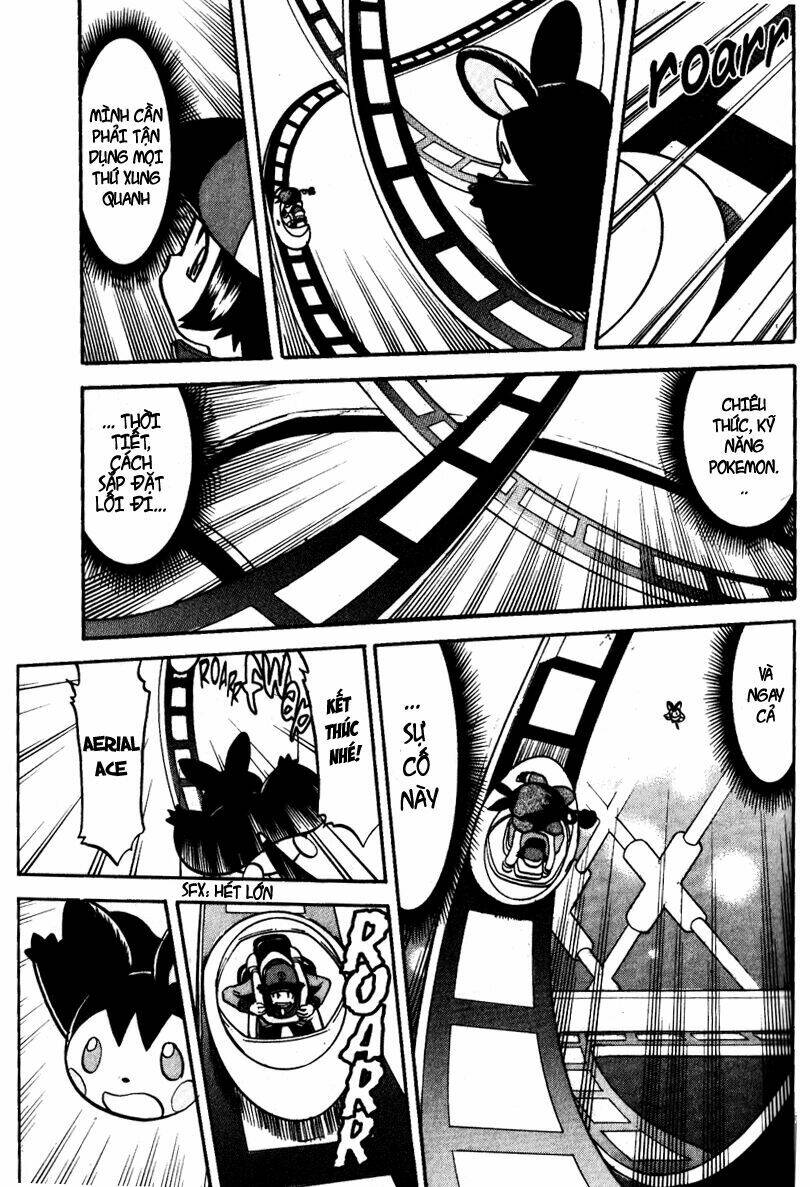 roarr
MÌNH CẦN
PHẢI TẬN
DỤNG MỌI
THỨ XUNG
QUANH
CHIÊU
THỨC, KỸ
NĂNG
POKEMON.
..
... THỜI
TIẾT,
CÁCH
SẮP ĐẶT
LỐI ĐI...
VÀ
NGAY
CẢ
...
SỰ
CỐ
NÀY
KẾT
THÚC
NHÉ!
ROARR
FWAP
AERIAL
ACE
SFX: HÉT LỚN
ROARR